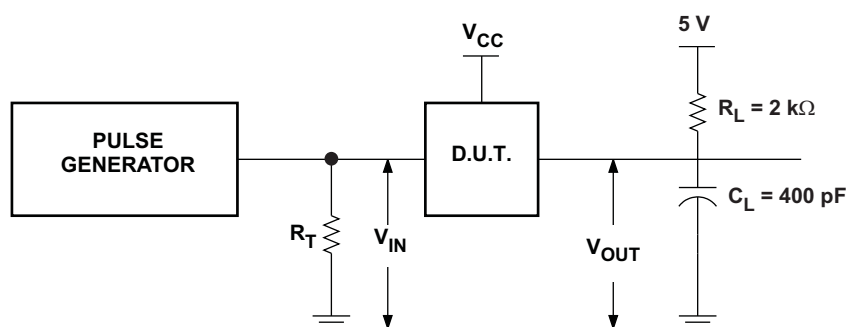 5 V
V_CC
R_L = 2 kΩ
PULSE
GENERATOR
D.U.T.
C_L = 400 pF
R_T
V_IN
V_OUT